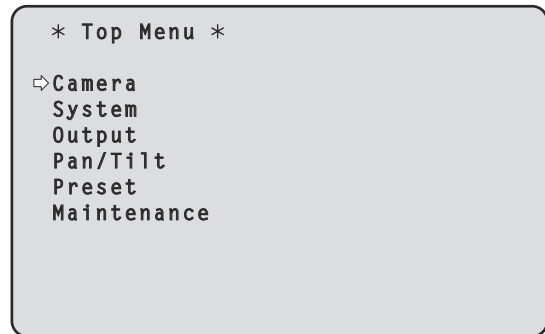 * Top Menu *
⇨Camera
System
Output
Pan/Tilt
Preset
Maintenance